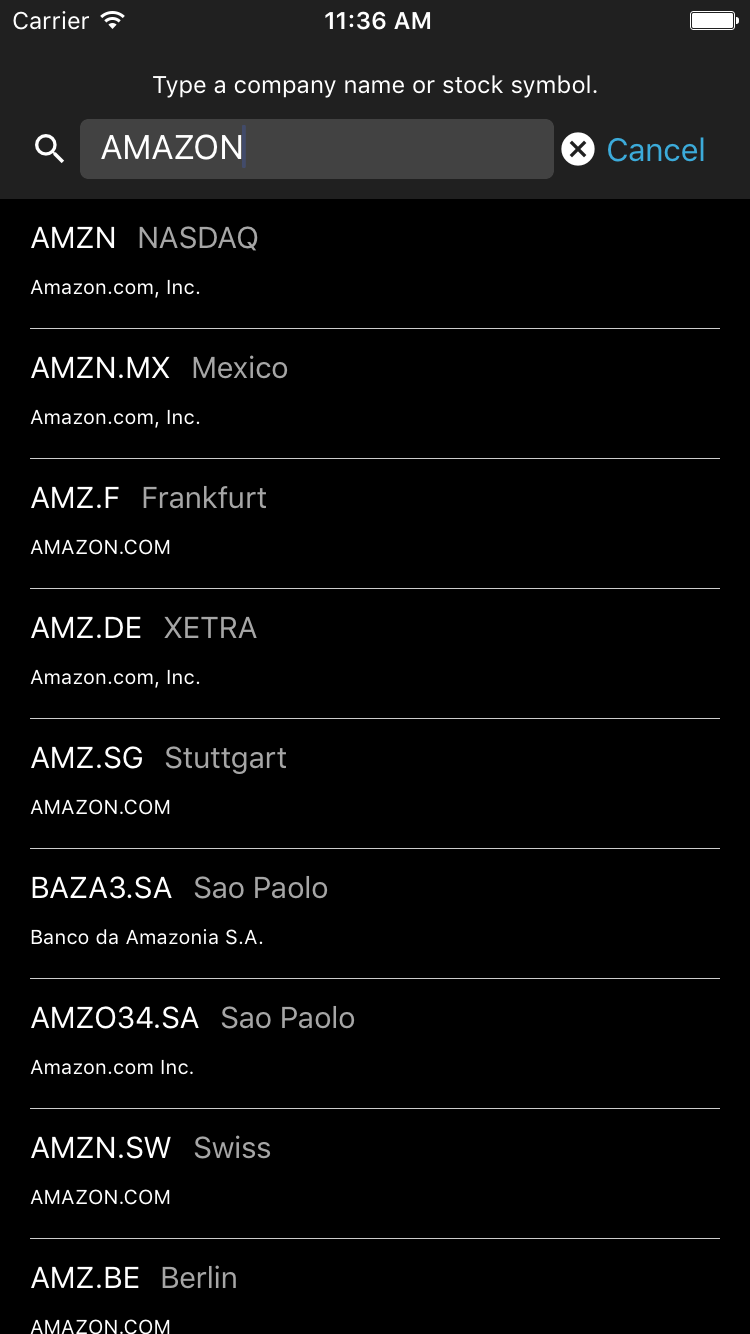 Carrier 11:36 AM
Type a company name or stock symbol.
AMAZON Cancel
AMZN NASDAQ
Amazon.com, Inc.
AMZN.MX Mexico
Amazon.com, Inc.
AMZ.F Frankfurt
AMAZON.COM
AMZ.DE XETRA
Amazon.com, Inc.
AMZ.SG Stuttgart
AMAZON.COM
BAZA3.SA Sao Paolo
Banco da Amazonia S.A.
AMZO34.SA Sao Paolo
Amazon.com Inc.
AMZN.SW Swiss
AMAZON.COM
AMZ.BE Berlin
AMAZON.COM